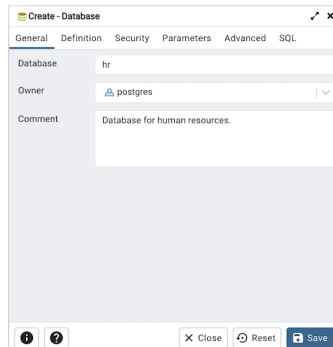 Create - Database
General Definition Security Parameters Advanced SQL
Database hr
Owner postgres
Comment Database for human resources.
Close Reset Save